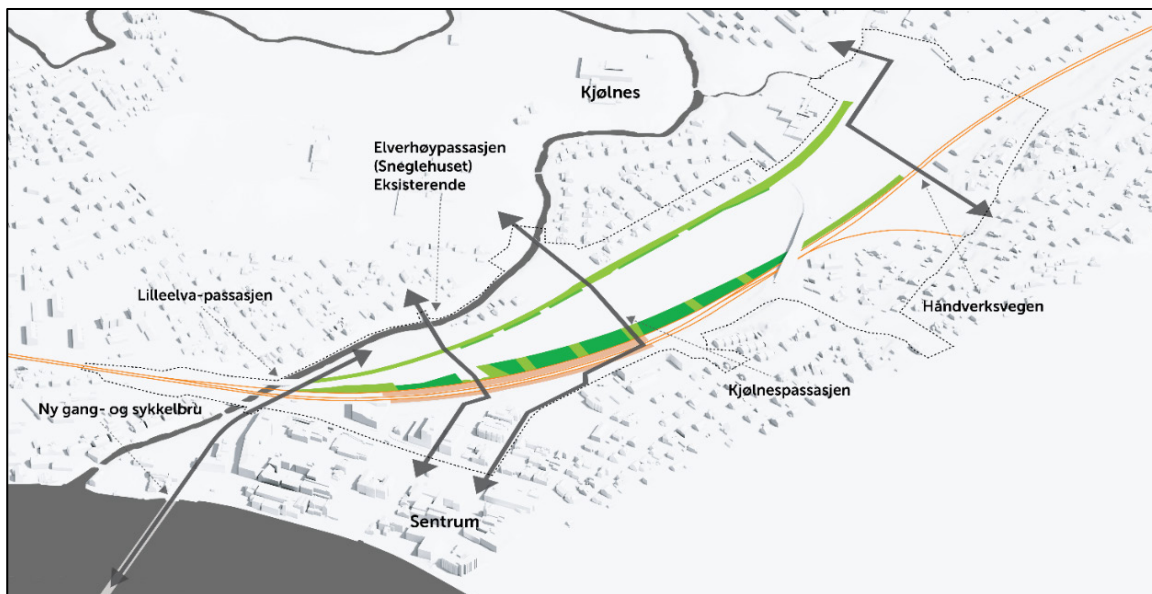 Kjølnes
Elverhøypassasjen
(Sneglehuset)
Eksisterende
Lilleelva-passasjen
Håndverksvegen
Kjølnespassasjen
Ny gang- og sykkelbru
Sentrum